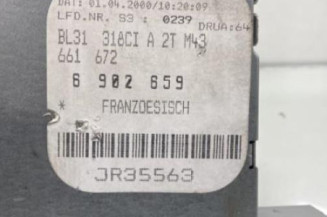 DAT: 01.04.2000/10:20:09
LFD.NR. S3 : 0239 DRUA:64
BL31 318CI A 2T M43
661 672
6 902 659
* FRANZOESISCH
JR35563